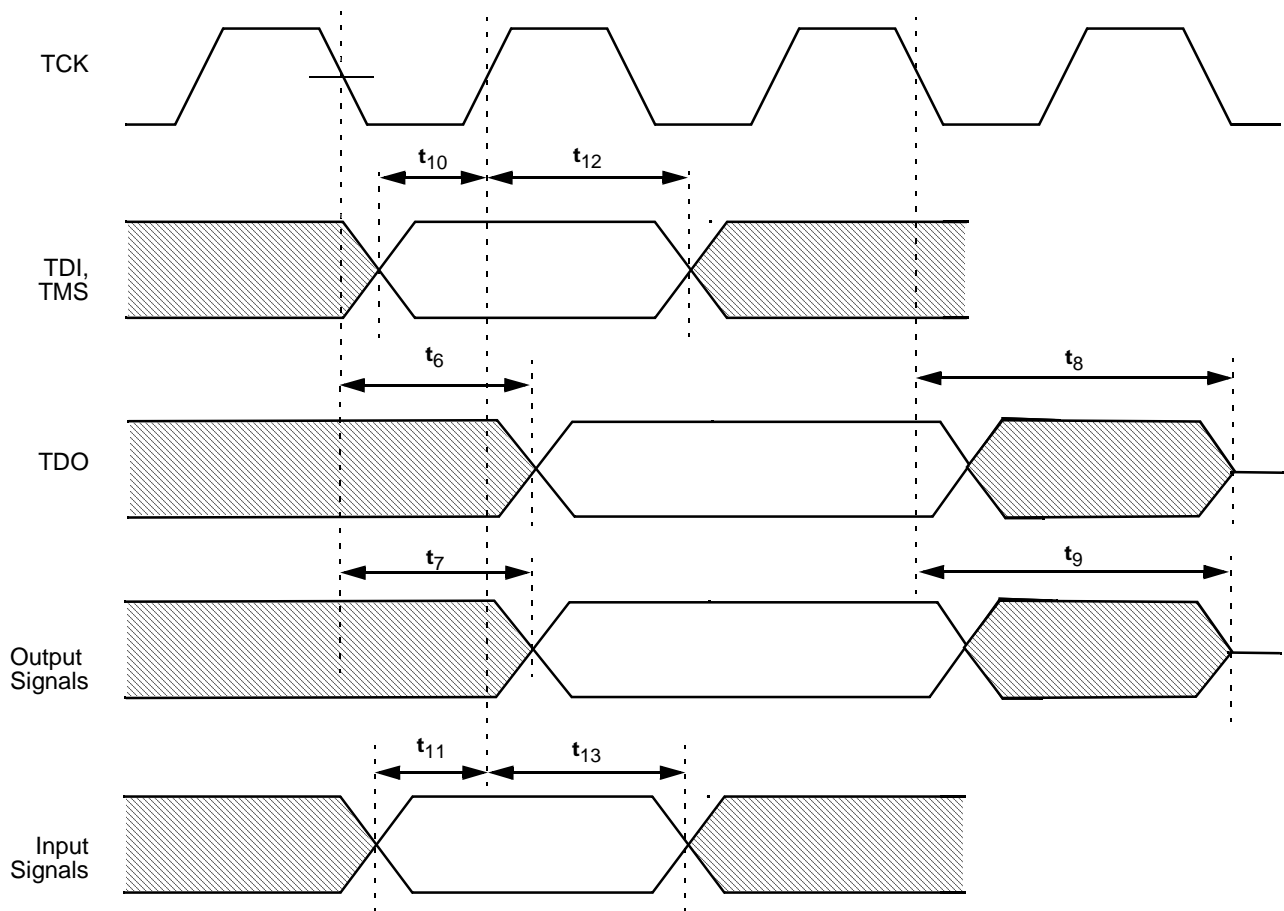 TCK
t10
t12
TDI,
TMS
t6
t8
TDO
t7
t9
Output
Signals
t11
t13
Input
Signals